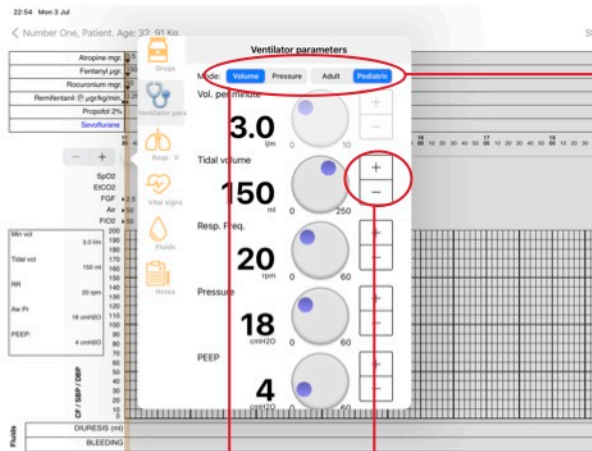 22:54 Mon 3 Jul
Number One, Patient. Age: 32, 91 Kg.
Atropine mgr.
Fentanyl µgr.
Rocuronium mgr.
Remifentanil µgr/kg/min
Propofol 2%
Sevoflurane
− +
SpO2
EtCO2
FGF 2.5
Air 50
FiO2 50
Min vol
3.0 l/m
Tidal vol
150 ml
RR
20 rpm
Aw Pr
18 cmH2O
PEEP:
4 cmH2O
200
190
180
170
160
150
140
130
120
110
100
90
80
70
60
50
40
30
20
10
0
CF / SBP / DBP
Fluids
DIURESIS (ml)
BLEEDING
Drugs
Ventilator para
Resp. V
Vital signs
Fluids
Notes
Ventilator parameters
Mode: Volume Pressure Adult Pediatric
Vol. per minute
3.0
l/m
0 10
+
−
Tidal volume
150
ml
0 250
+
−
Resp. Freq.
20
rpm
0 60
+
−
Pressure
18
cmH2O
0 60
+
−
PEEP
4
cmH2O
0 60
+
−